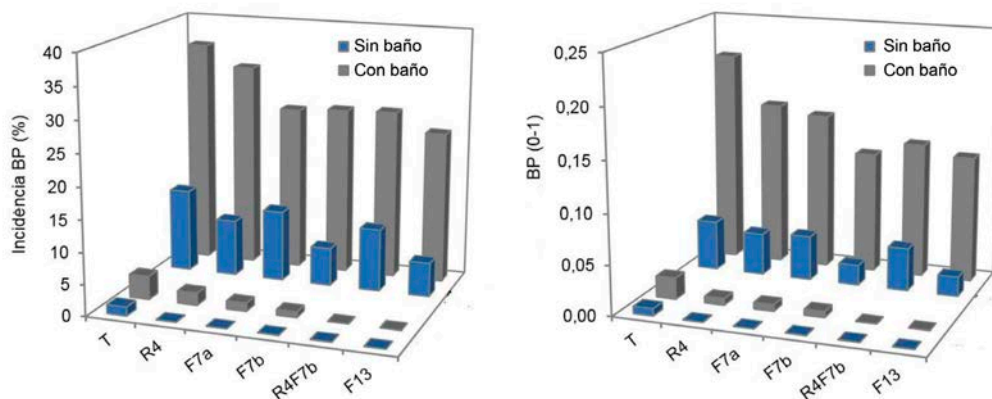 40
35
30
25
20
15
10
5
0
Incidencia BP (%)
Sin baño
Con baño
T
R4
F7a
F7b
R4F7b
F13
0,25
0,20
0,15
0,10
0,05
0,00
BP (0-1)
Sin baño
Con baño
T
R4
F7a
F7b
R4F7b
F13